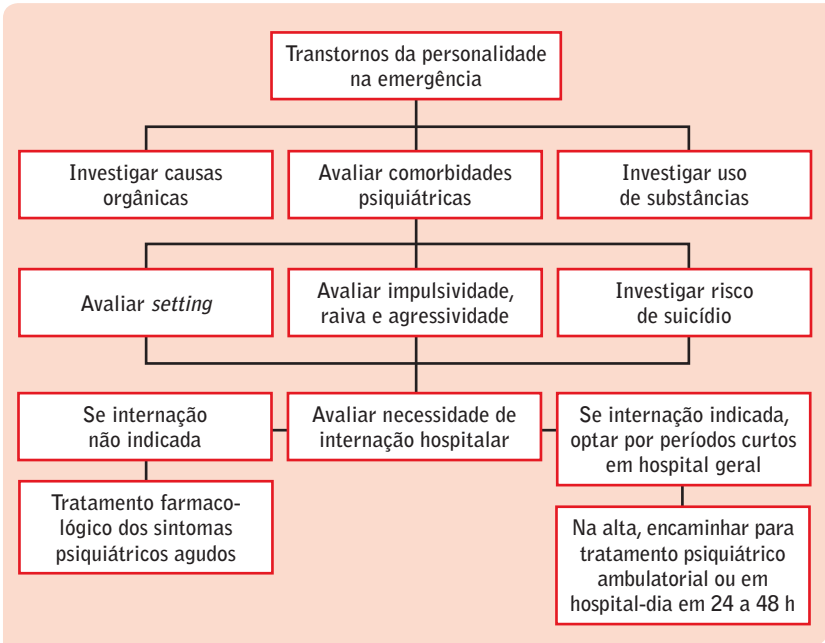 Transtornos da personalidade
na emergência
Investigar causas
orgânicas
Avaliar comorbidades
psiquiátricas
Investigar uso
de substâncias
Avaliar setting
Avaliar impulsividade,
raiva e agressividade
Investigar risco
de suicídio
Se internação
não indicada
Avaliar necessidade de
internação hospitalar
Se internação indicada,
optar por períodos curtos
em hospital geral
Tratamento farmaco-
lógico dos sintomas
psiquiátricos agudos
Na alta, encaminhar para
tratamento psiquiátrico
ambulatorial ou em
hospital-dia em 24 a 48 h